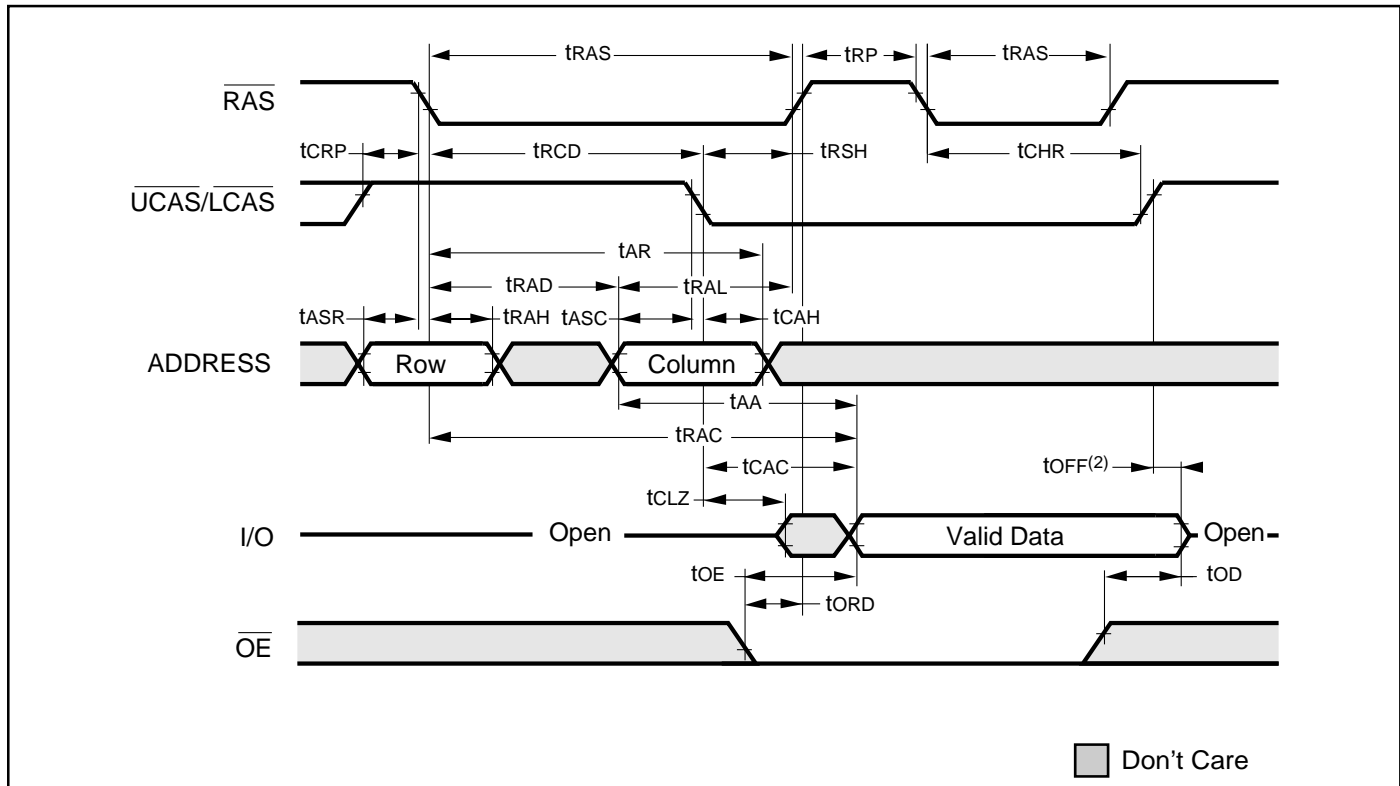 tRAS tRP tRAS
RAS
tCRP tRCD tRSH tCHR
UCAS/LCAS
tAR
tRAD tRAL
tASR tRAH tASC tCAH
ADDRESS Row Column
tAA
tRAC
tCAC tOFF(2)
tCLZ
I/O Open Valid Data Open
tOE tOD
tORD
OE
Don't Care